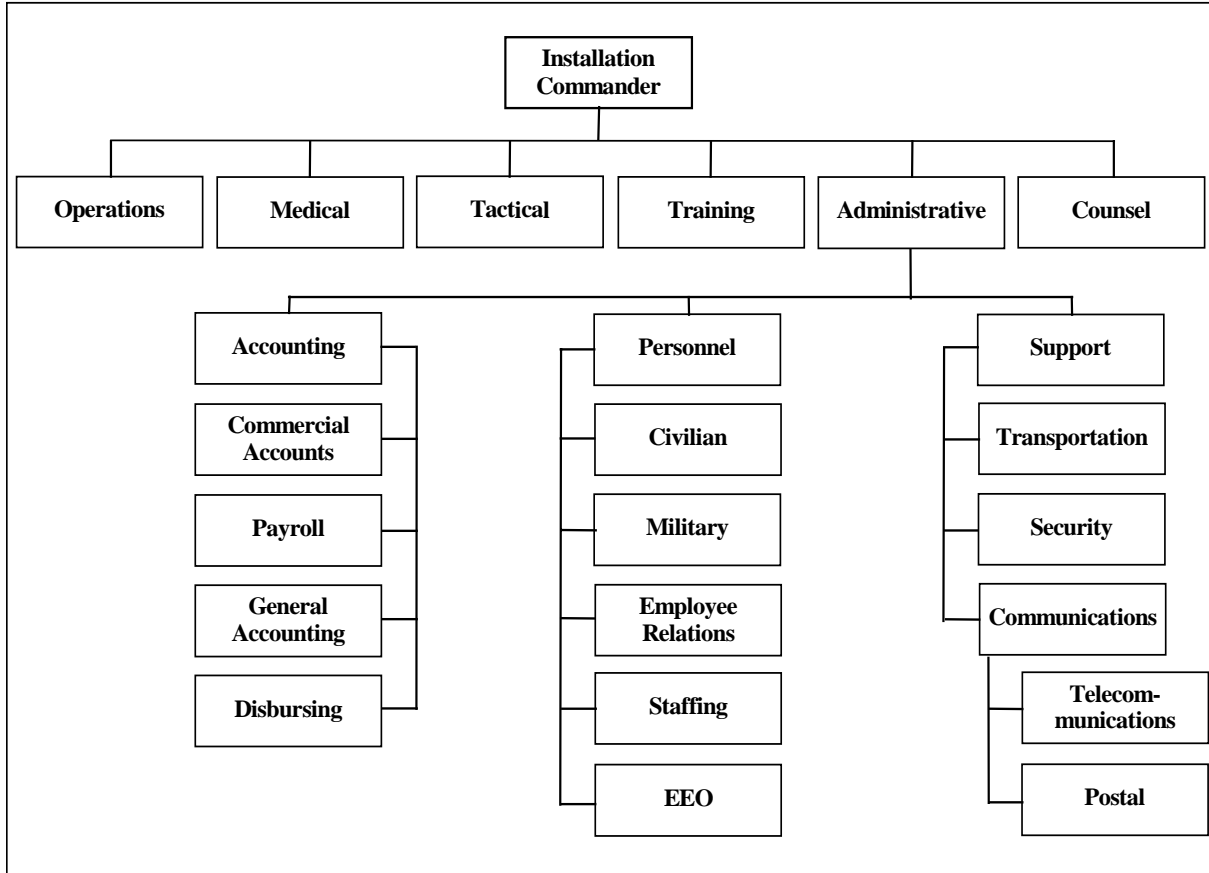 Installation
Commander
Operations
Medical
Tactical
Training
Administrative
Counsel
Accounting
Personnel
Support
Commercial
Accounts
Civilian
Transportation
Payroll
Military
Security
General
Accounting
Employee
Relations
Communications
Disbursing
Staffing
Telecom-
munications
EEO
Postal